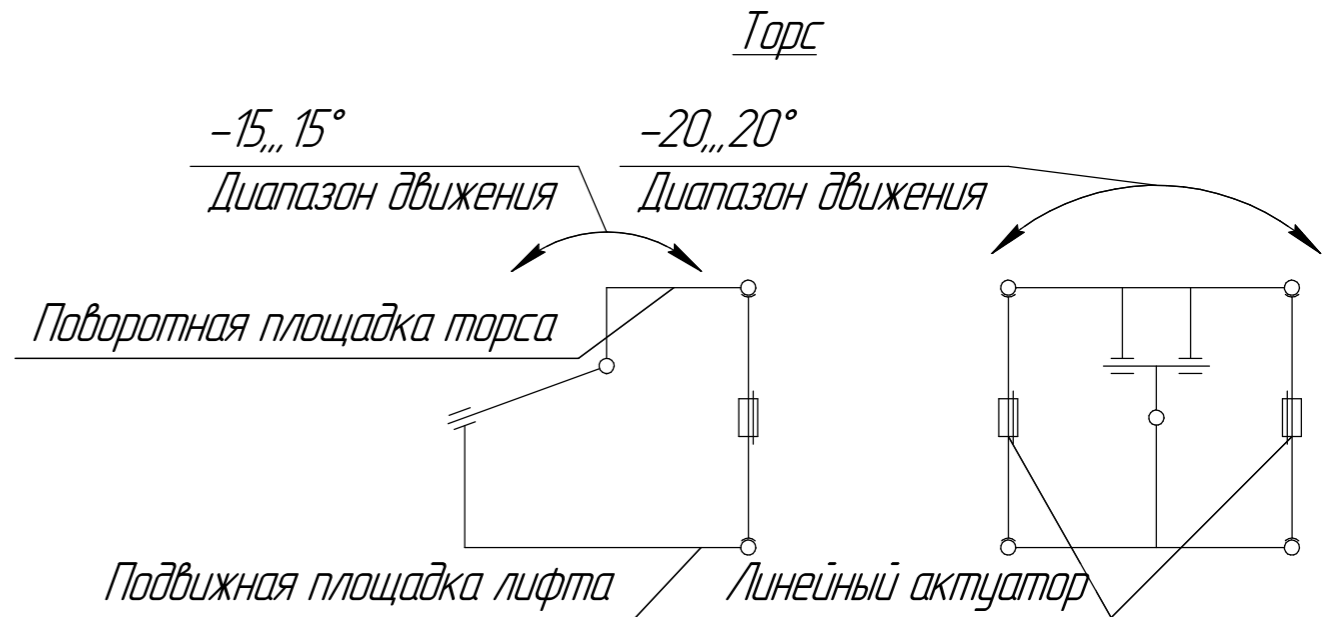 Торс
-15,,,15°
Диапазон движения
-20,,,20°
Диапазон движения
Поворотная площадка торса
Подвижная площадка лифта
Линейный актуатор